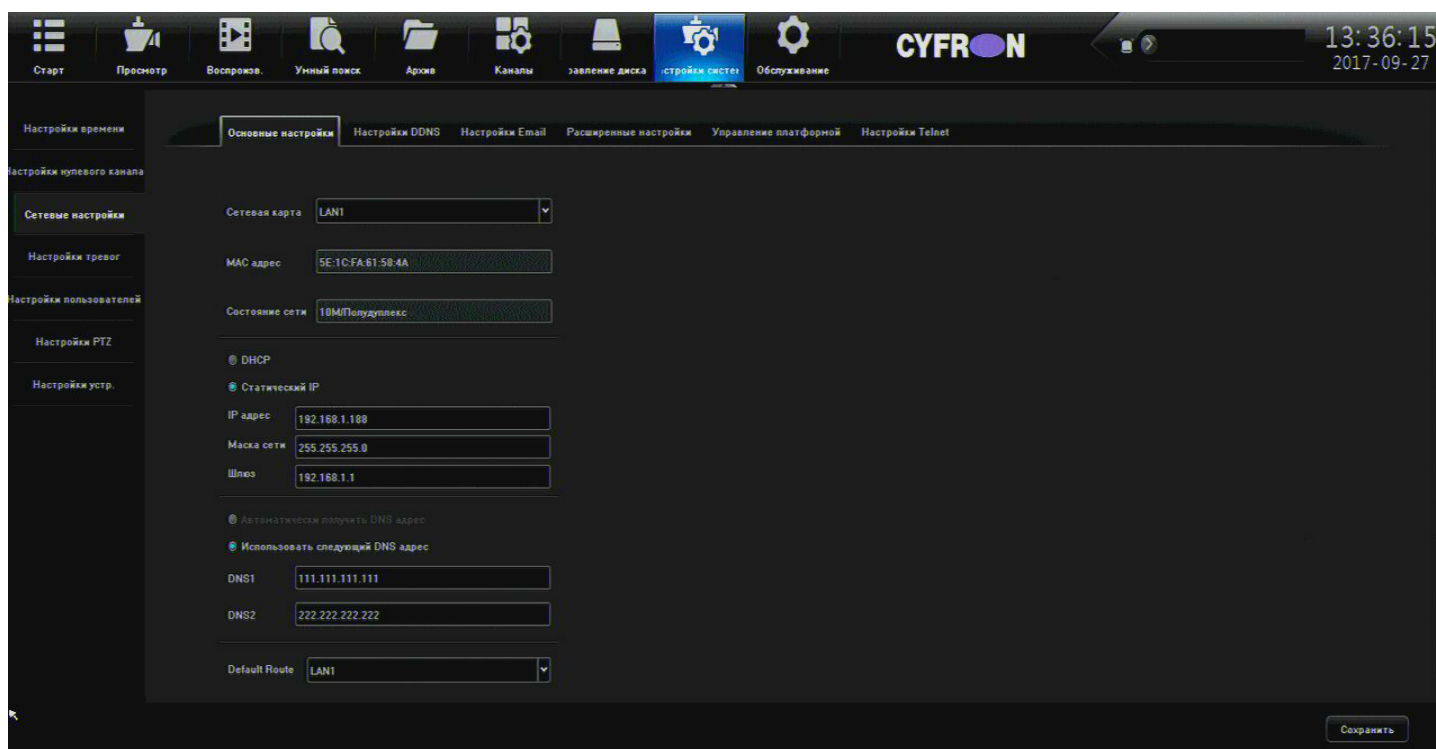 Старт
Просмотр
Воспроизв.
Умный поиск
Архив
Каналы
равление диска
стройки систем
Обслуживание
CYFRON
13:36:15
2017-09-27
Настройки времени
Настройки нулевого канала
Сетевые настройки
Настройки тревог
Настройки пользователей
Настройки PTZ
Настройки устр.
Основные настройки
Настройки DDNS
Настройки Email
Расширенные настройки
Управление платформой
Настройки Telnet
Сетевая карта LAN1
MAC адрес 5E:1C:FA:61:58:4A
Состояние сети 10M/Полудуплекс
DHCP
Статический IP
IP адрес 192.168.1.188
Маска сети 255.255.255.0
Шлюз 192.168.1.1
Автоматически получить DNS адрес
Использовать следующий DNS адрес
DNS1 111.111.111.111
DNS2 222.222.222.222
Default Route LAN1
Сохранить